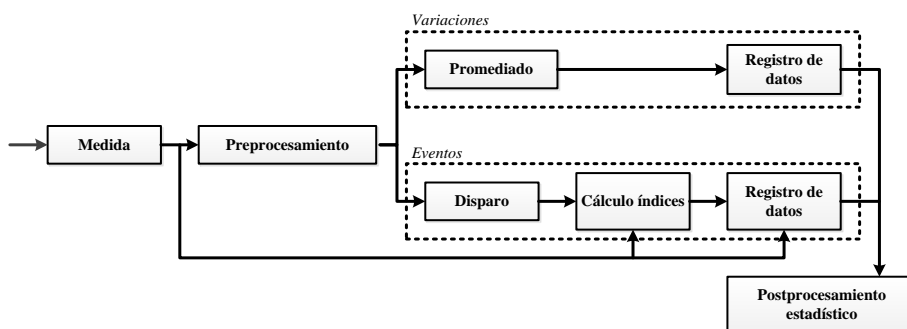 Variaciones
Promediado
Registro de
datos
Medida
Preprocesamiento
Eventos
Disparo
Cálculo índices
Registro de
datos
Postprocesamiento
estadístico